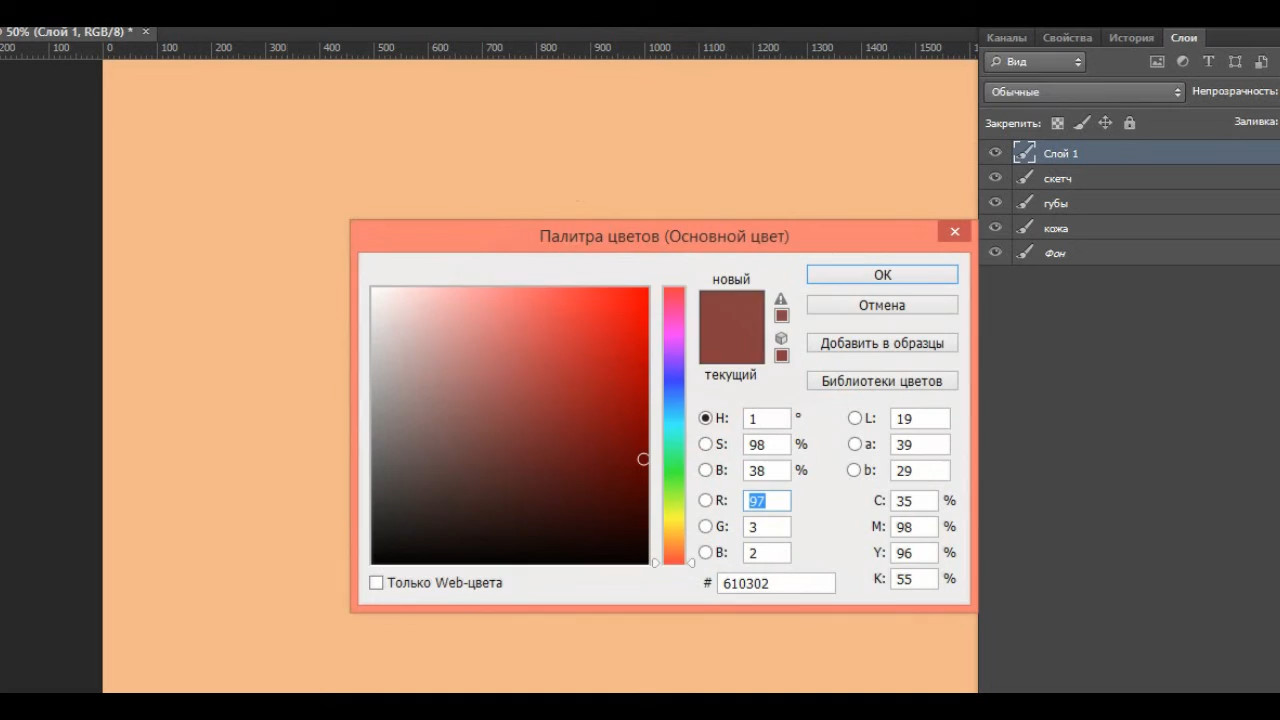 50% (Слой 1, RGB/8) * ×
200 100 0 100 200 300 400 500 600 700 800 900 1000 1100 1200 1300 1400 1500
Каналы Свойства История Слои
Вид
Обычные Непрозрачность:
Закрепить: Заливка:
Слой 1
скетч
губы
кожа
Фон
Палитра цветов (Основной цвет)
новый
текущий
ОК
Отмена
Добавить в образцы
Библиотеки цветов
H: 1 ° L: 19
S: 98 % a: 39
B: 38 % b: 29
R: 97 C: 35 %
G: 3 M: 98 %
B: 2 Y: 96 %
# 610302 K: 55 %
Только Web-цвета